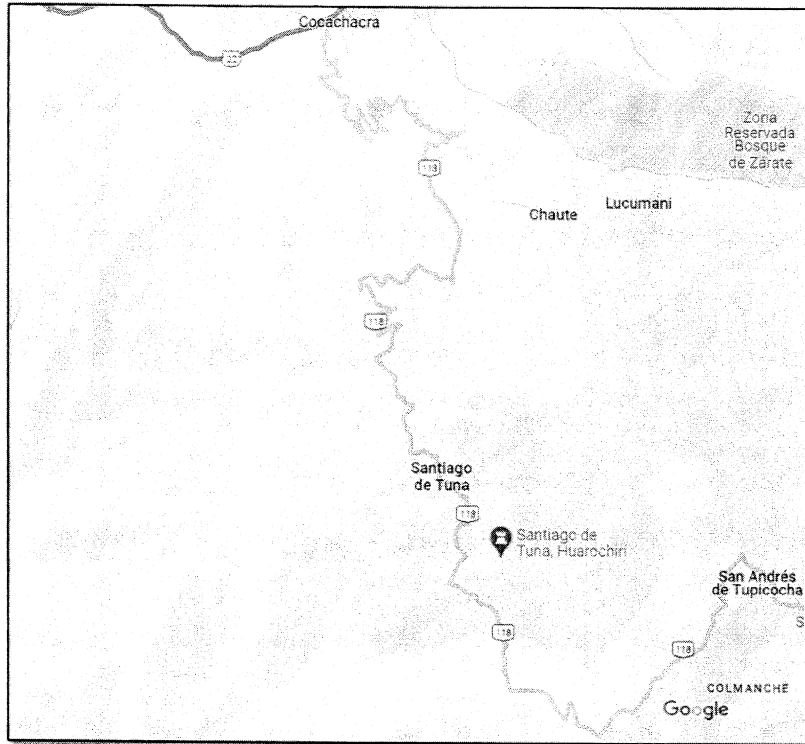 Cocachacra
22
Zona
Reservada
Bosque
de Zárate
118
Lucumani
Chaute
118
Santiago
de Tuna
118
Santiago de
Tuna, Huarochirí
San Andrés
de Tupicocha
S
118
118
COLMANCHE
Google